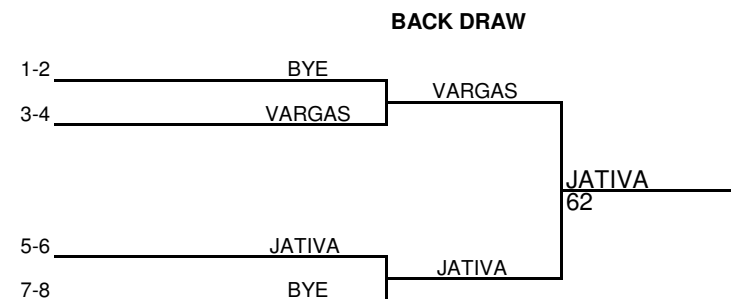 BACK DRAW
1-2 BYE
VARGAS
3-4 VARGAS
JATIVA
62
5-6 JATIVA
JATIVA
7-8 BYE